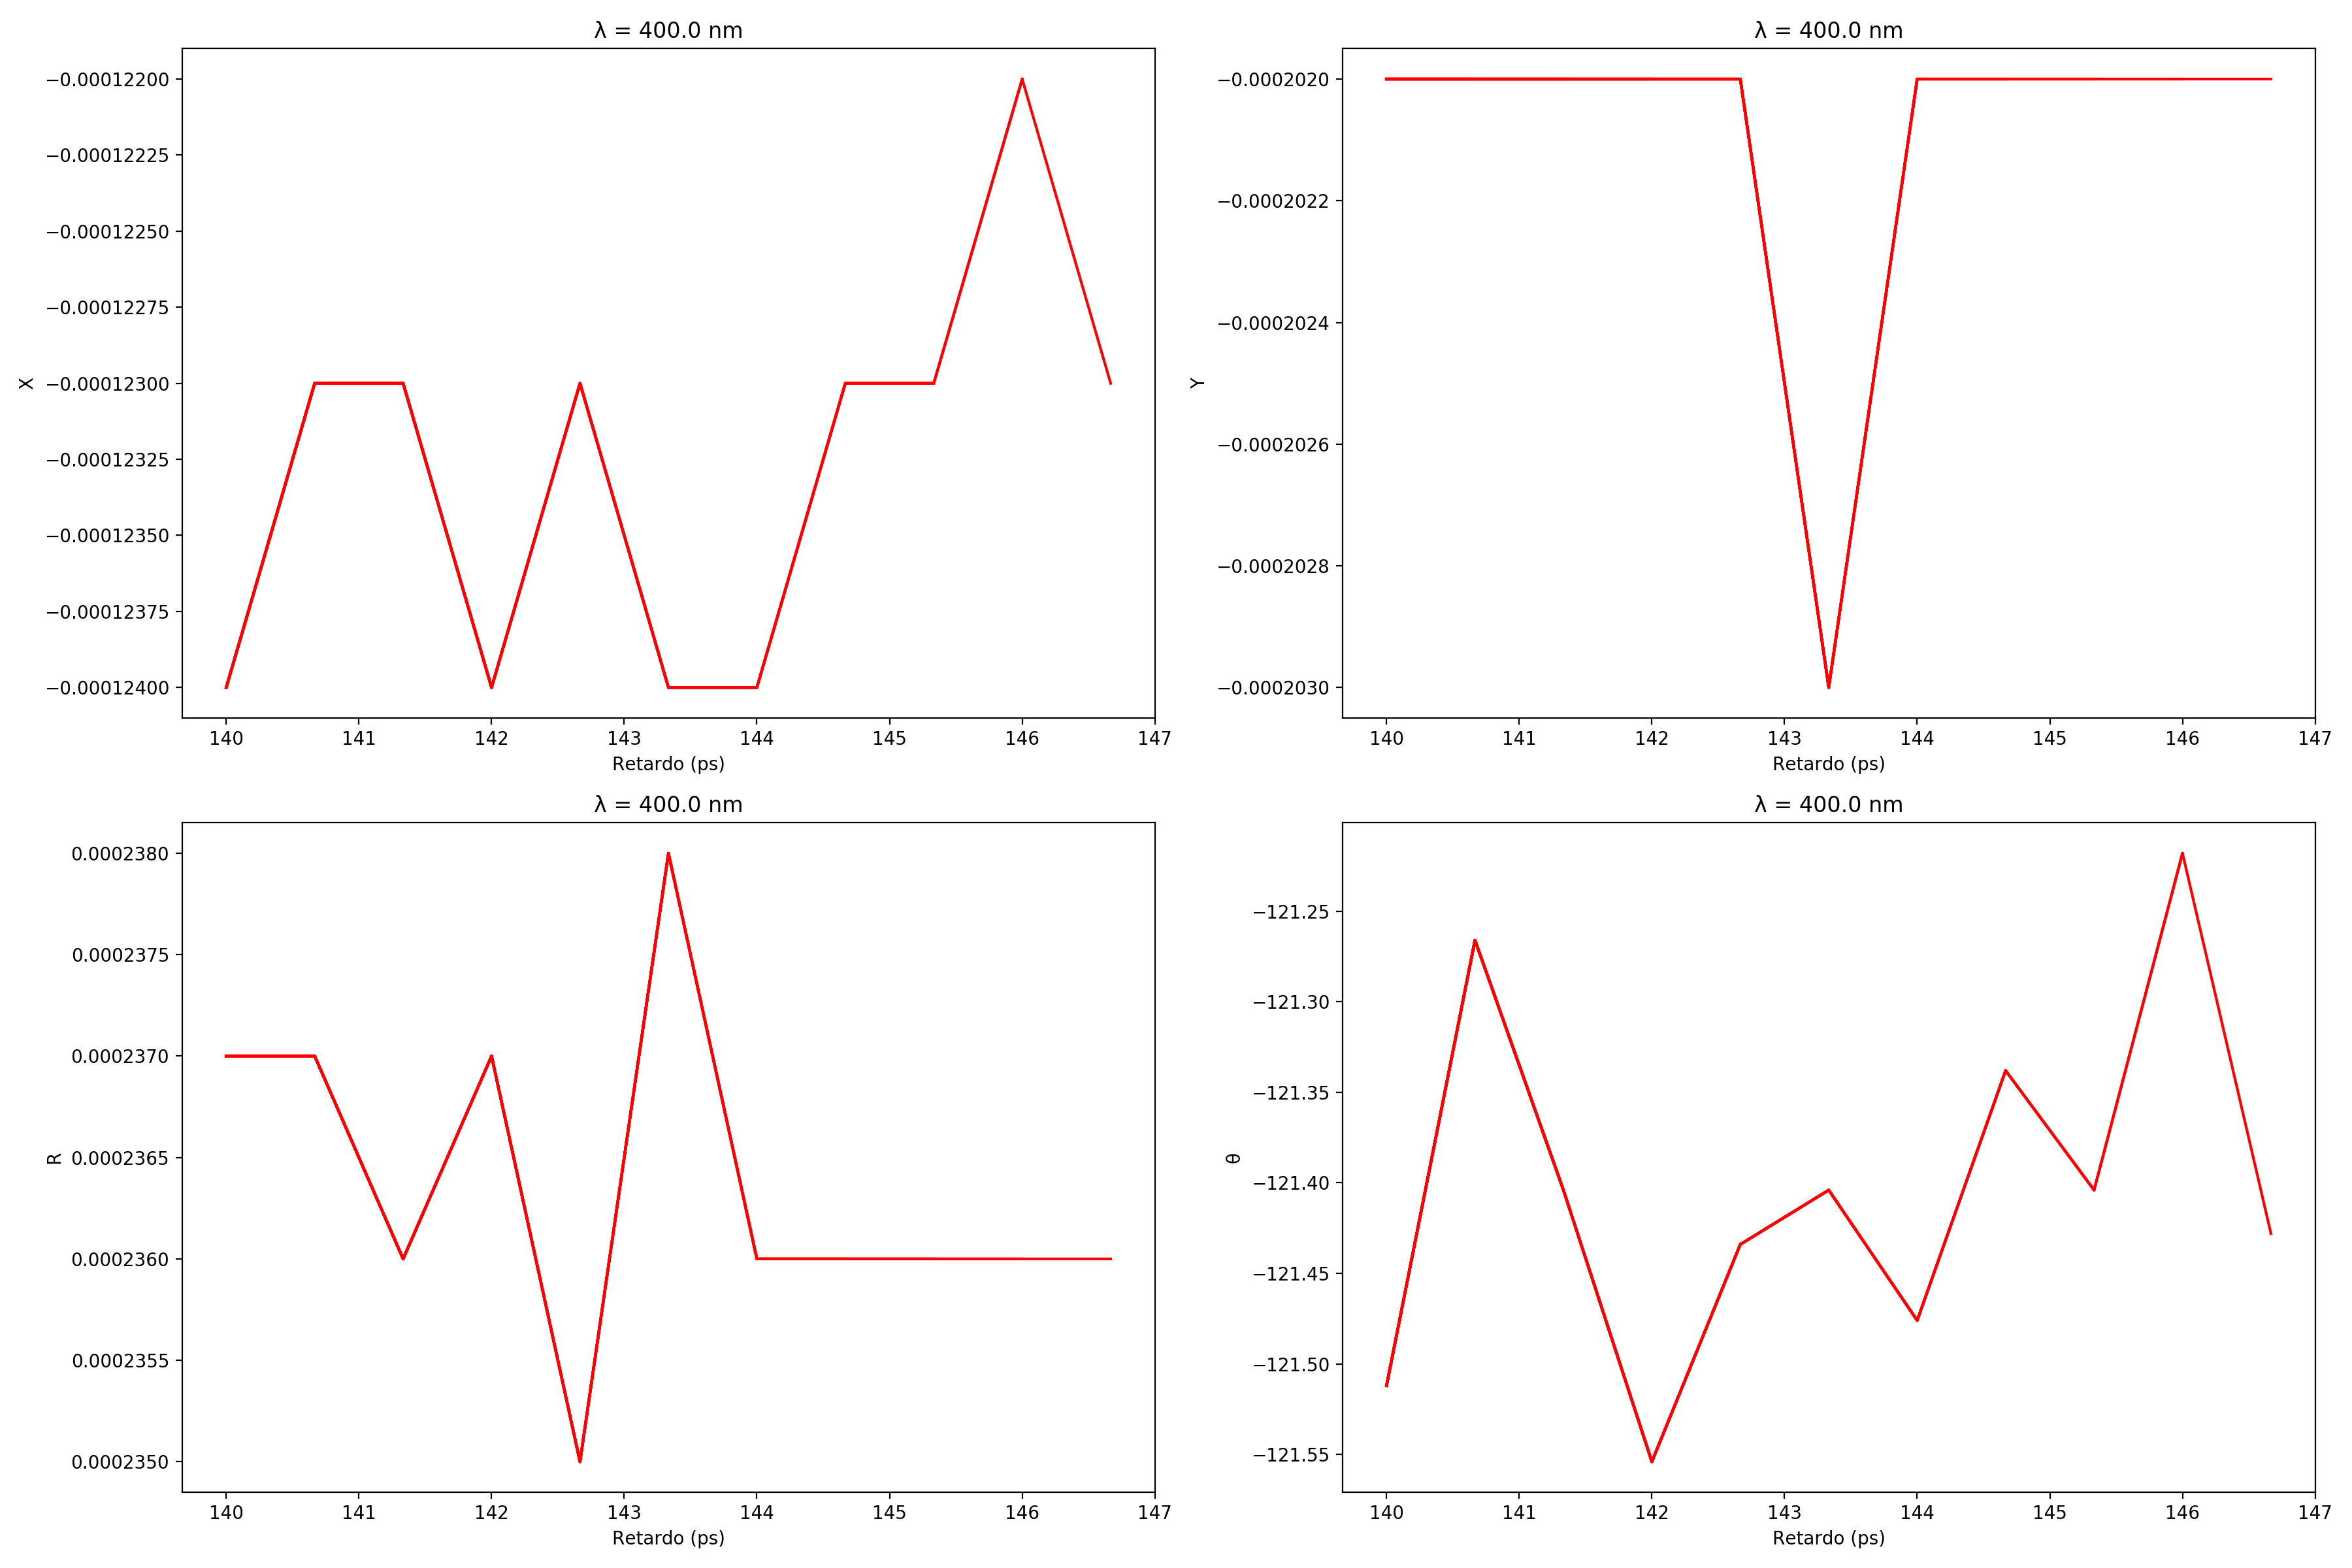 λ = 400.0 nm
−0.00012200
−0.00012225
−0.00012250
−0.00012275
−0.00012300
−0.00012325
−0.00012350
−0.00012375
−0.00012400
X
140 141 142 143 144 145 146 147
Retardo (ps)
λ = 400.0 nm
−0.0002020
−0.0002022
−0.0002024
−0.0002026
−0.0002028
−0.0002030
Y
140 141 142 143 144 145 146 147
Retardo (ps)
λ = 400.0 nm
0.0002380
0.0002375
0.0002370
0.0002365
0.0002360
0.0002355
0.0002350
R
140 141 142 143 144 145 146 147
Retardo (ps)
λ = 400.0 nm
−121.25
−121.30
−121.35
−121.40
−121.45
−121.50
−121.55
θ
140 141 142 143 144 145 146 147
Retardo (ps)